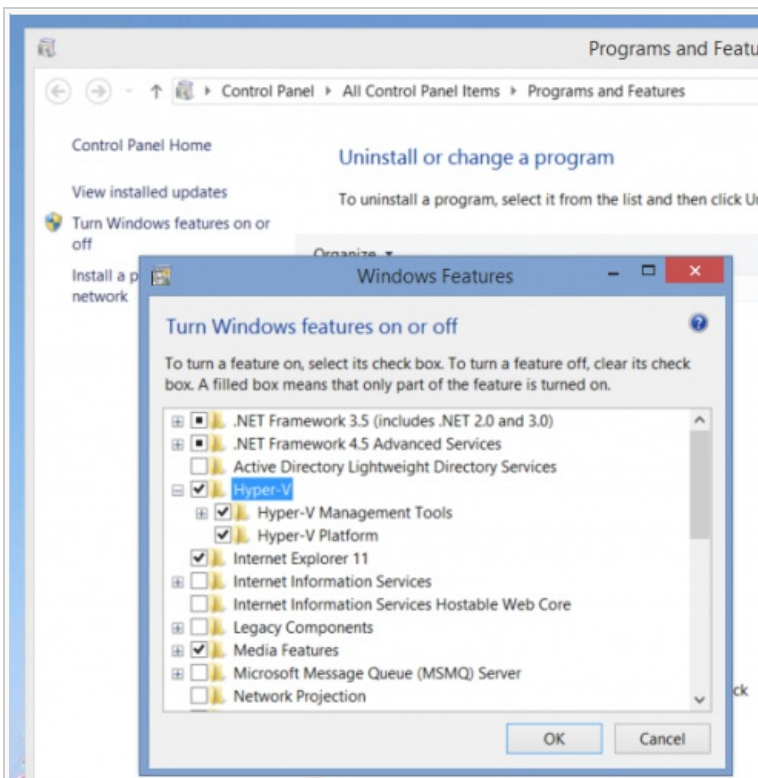 Programs and Featu
Control Panel All Control Panel Items Programs and Features
Control Panel Home
View installed updates
Turn Windows features on or
off
Install a p
network
Uninstall or change a program
To uninstall a program, select it from the list and then click Un
Organize
Windows Features
Turn Windows features on or off
To turn a feature on, select its check box. To turn a feature off, clear its check
box. A filled box means that only part of the feature is turned on.
.NET Framework 3.5 (includes .NET 2.0 and 3.0)
.NET Framework 4.5 Advanced Services
Active Directory Lightweight Directory Services
Hyper-V
Hyper-V Management Tools
Hyper-V Platform
Internet Explorer 11
Internet Information Services
Internet Information Services Hostable Web Core
Legacy Components
Media Features
Microsoft Message Queue (MSMQ) Server
Network Projection
ck
OK Cancel